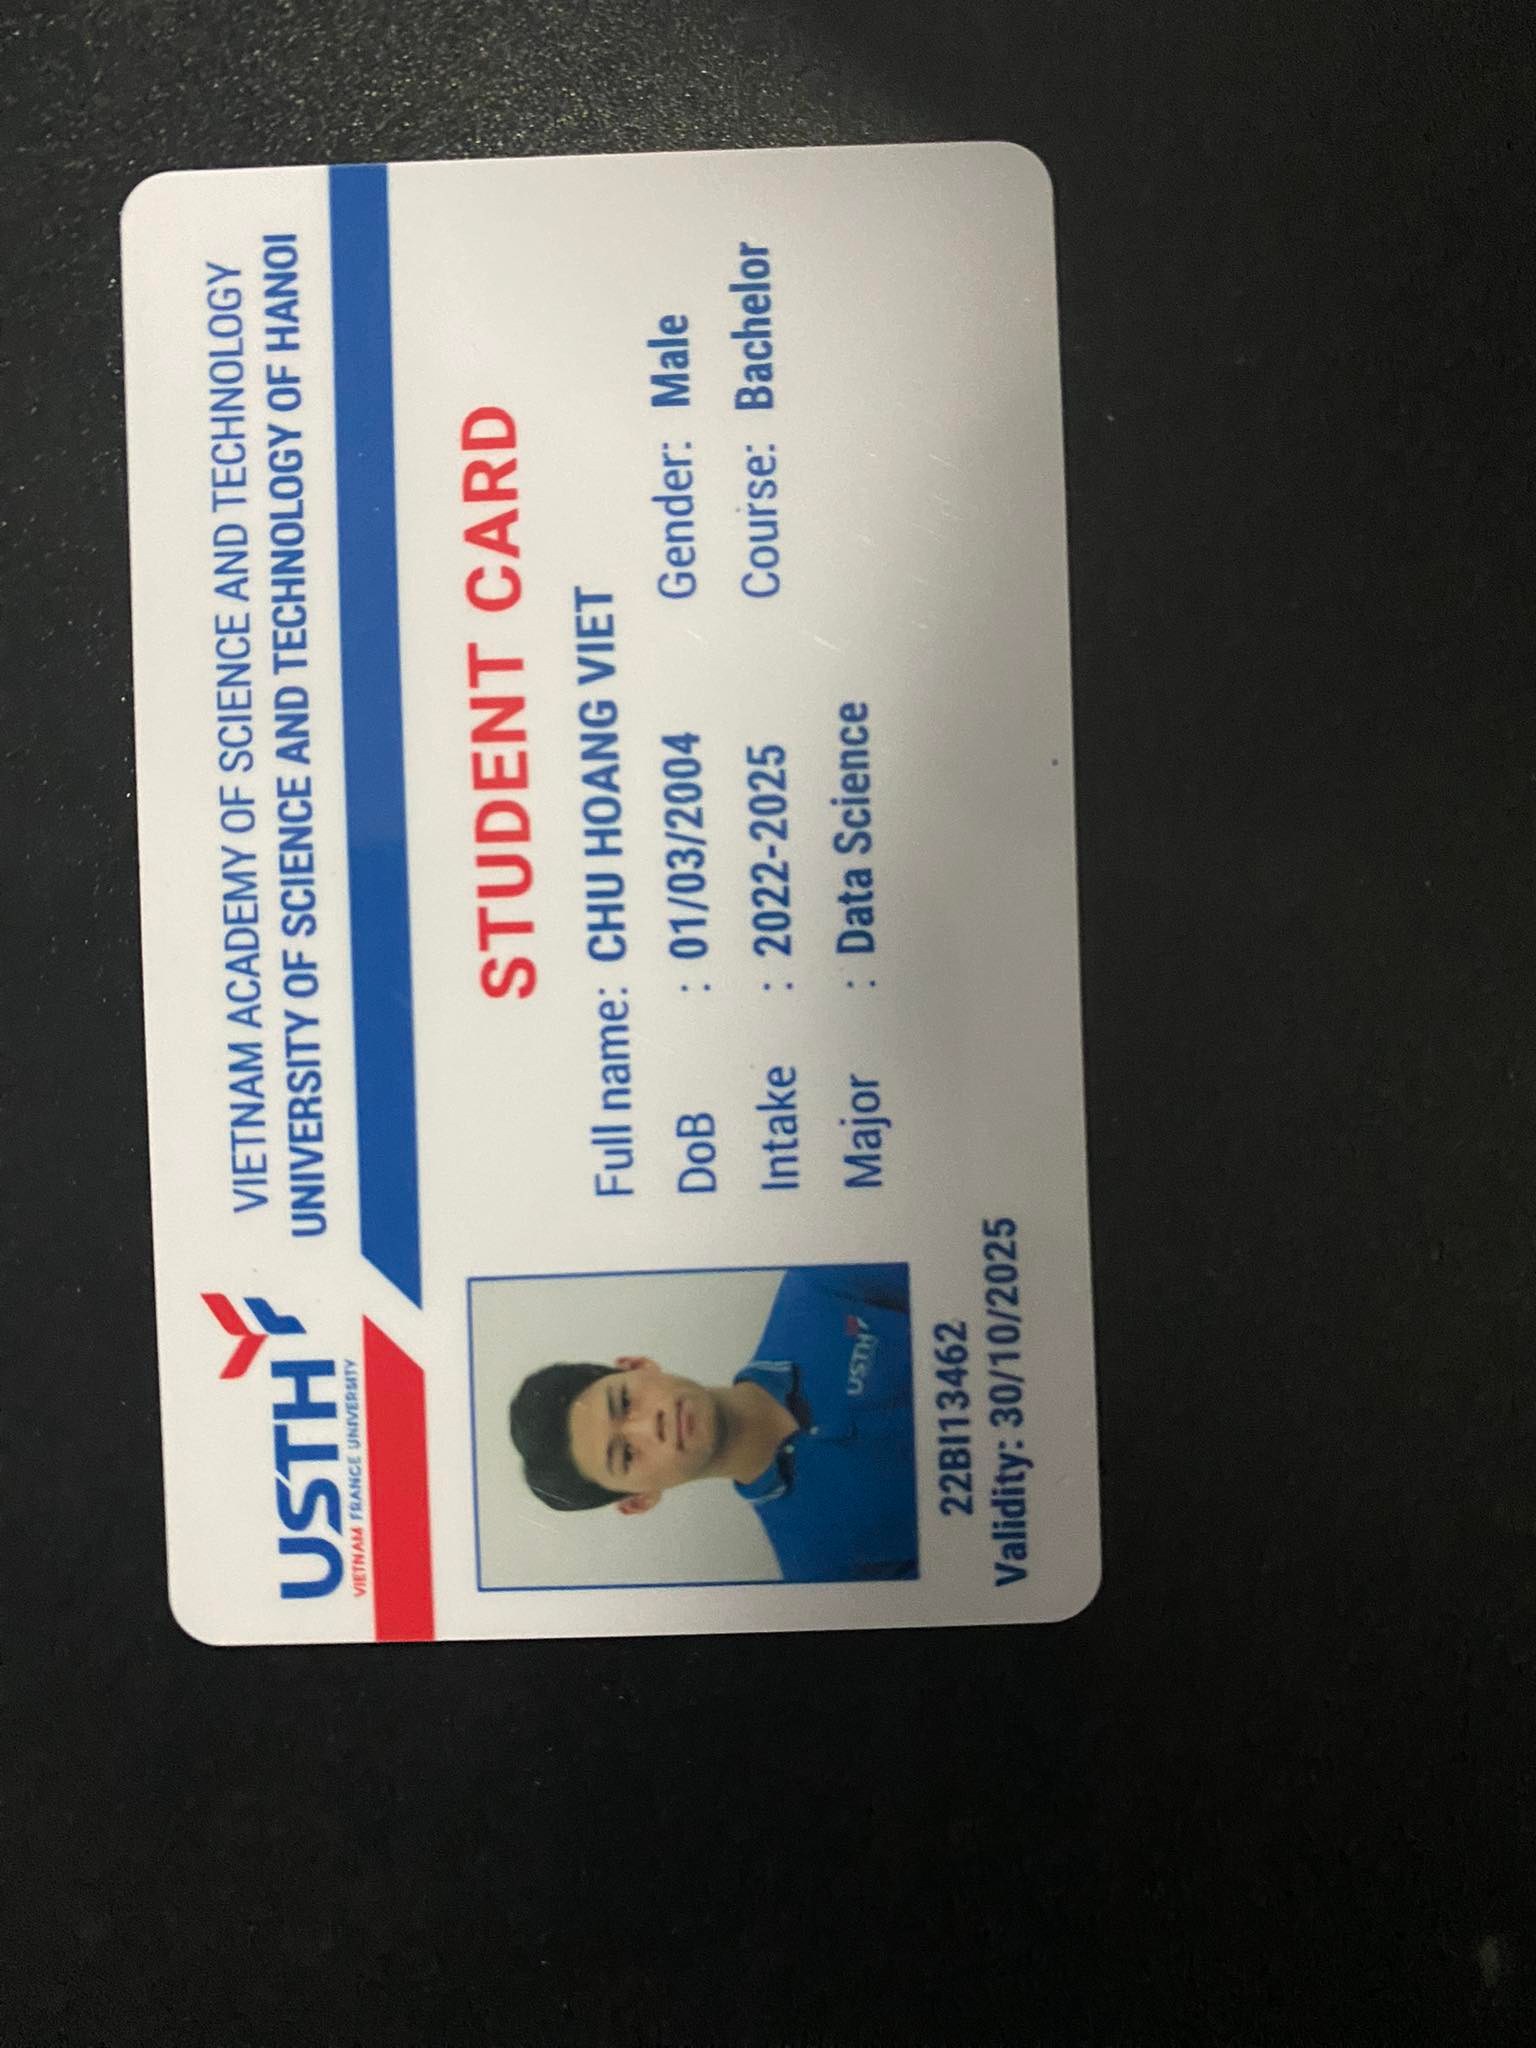 USTH
VIETNAM FRANCE UNIVERSITY
VIETNAM ACADEMY OF SCIENCE AND TECHNOLOGY
UNIVERSITY OF SCIENCE AND TECHNOLOGY OF HANOI
STUDENT CARD
Full name: CHU HOANG VIET
DoB : 01/03/2004 Gender: Male
Intake : 2022-2025 Course: Bachelor
Major : Data Science
USTH
22BI13462
Validity: 30/10/2025